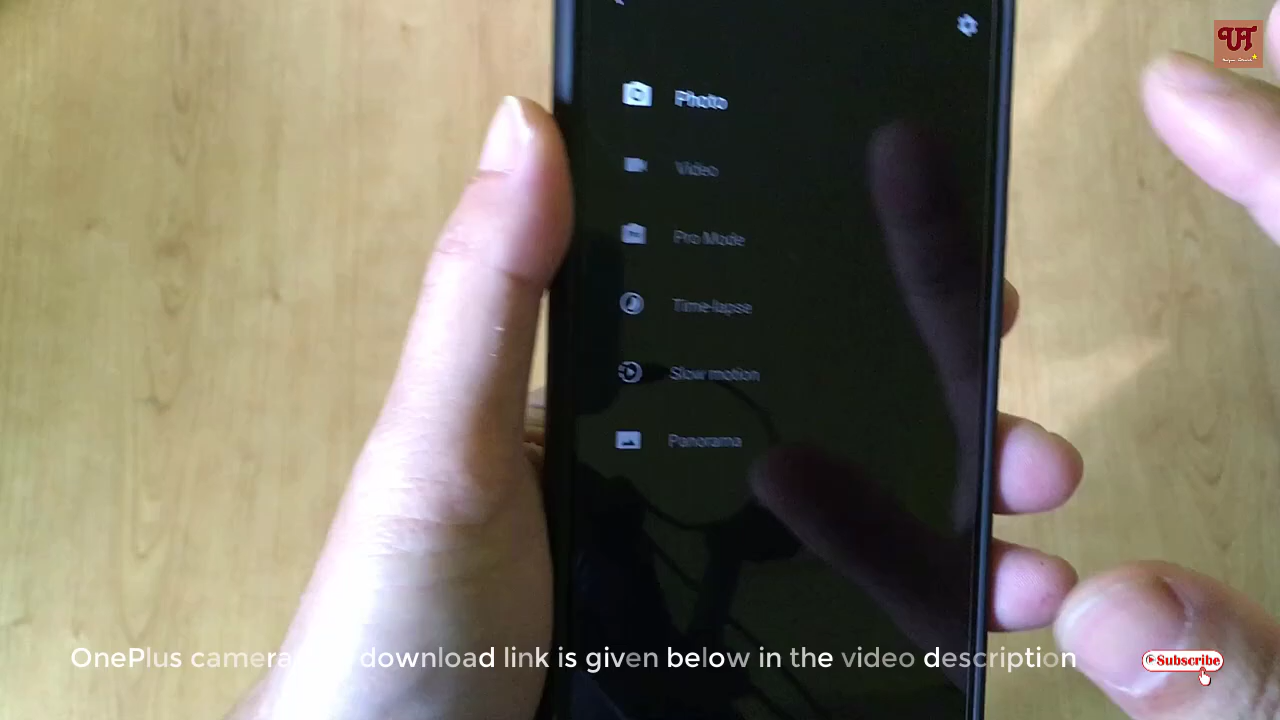 Photo
Video
Pro Mode
Time-lapse
Slow motion
Panorama
OnePlus camera download link is given below in the video description
Subscribe